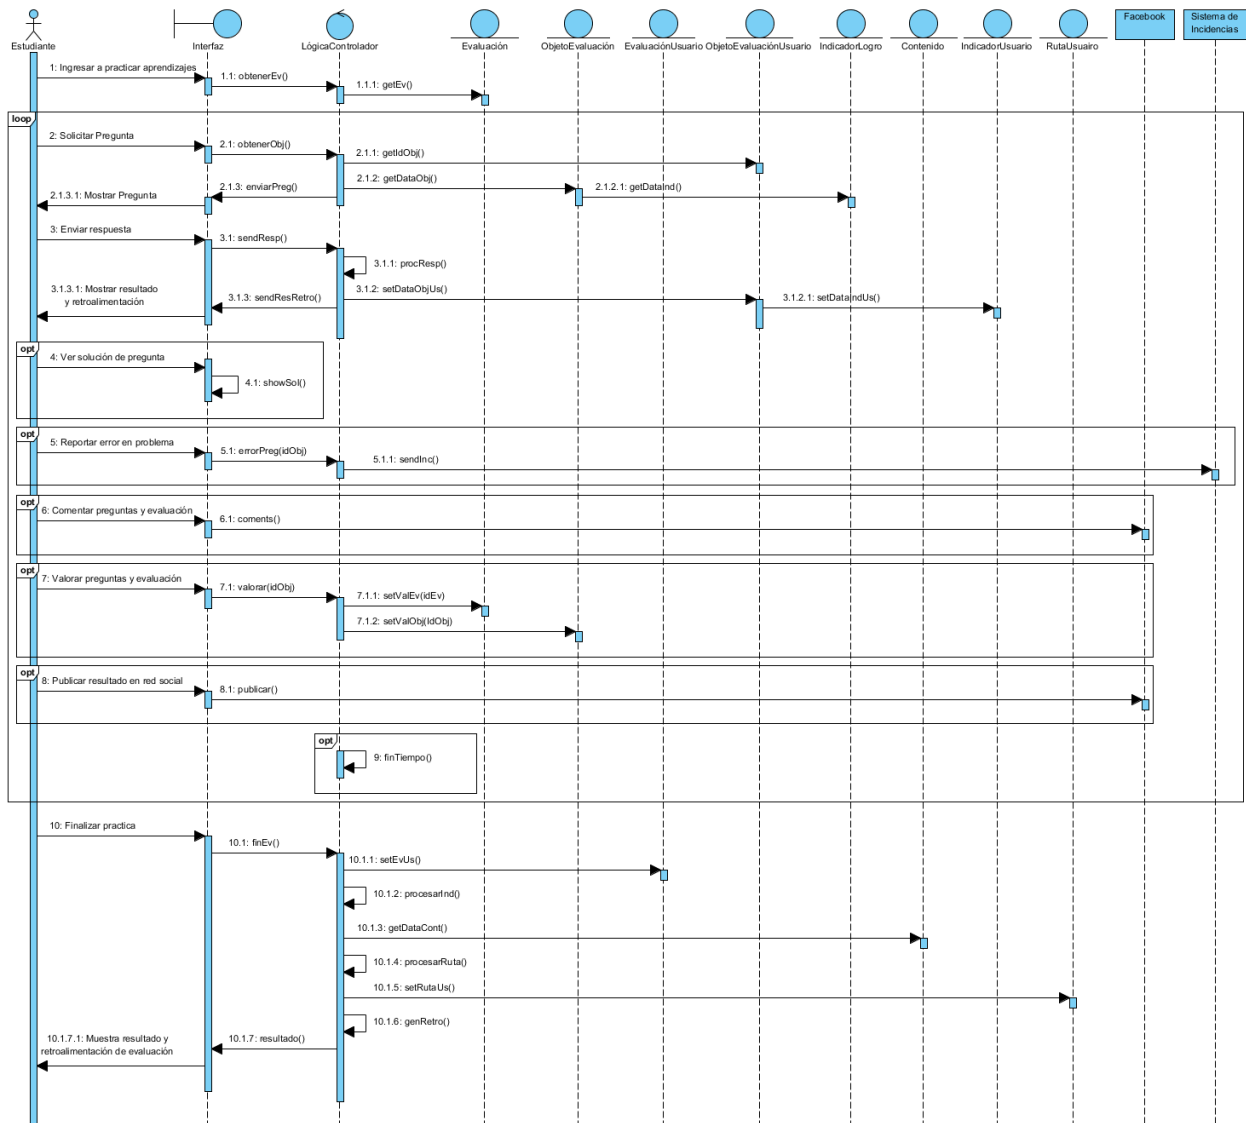 Estudiante
Interfaz
LógicaControlador
Evaluación
ObjetoEvaluación
EvaluaciónUsuario
ObjetoEvaluaciónUsuario
IndicadorLogro
Contenido
IndicadorUsuario
RutaUsuairo
Facebook
Sistema de
Incidencias
1: Ingresar a practicar aprendizajes
1.1: obtenerEv()
1.1.1: getEv()
loop
2: Solicitar Pregunta
2.1: obtenerObj()
2.1.1: getIdObj()
2.1.2: getDataObj()
2.1.2.1: getDataInd()
2.1.3: enviarPreg()
2.1.3.1: Mostrar Pregunta
3: Enviar respuesta
3.1: sendResp()
3.1.1: procResp()
3.1.2: setDataObjUs()
3.1.2.1: setDataIndUs()
3.1.3: sendResRetro()
3.1.3.1: Mostrar resultado
y retroalimentación
opt
4: Ver solución de pregunta
4.1: showSol()
opt
5: Reportar error en problema
5.1: errorPreg(idObj)
5.1.1: sendInc()
opt
6: Comentar preguntas y evaluación
6.1: coments()
opt
7: Valorar preguntas y evaluación
7.1: valorar(idObj)
7.1.1: setValEv(idEv)
7.1.2: setValObj(IdObj)
opt
8: Publicar resultado en red social
8.1: publicar()
opt
9: finTiempo()
10: Finalizar practica
10.1: finEv()
10.1.1: setEvUs()
10.1.2: procesarInd()
10.1.3: getDataCont()
10.1.4: procesarRuta()
10.1.5: setRutaUs()
10.1.6: genRetro()
10.1.7: resultado()
10.1.7.1: Muestra resultado y
retroalimentación de evaluación